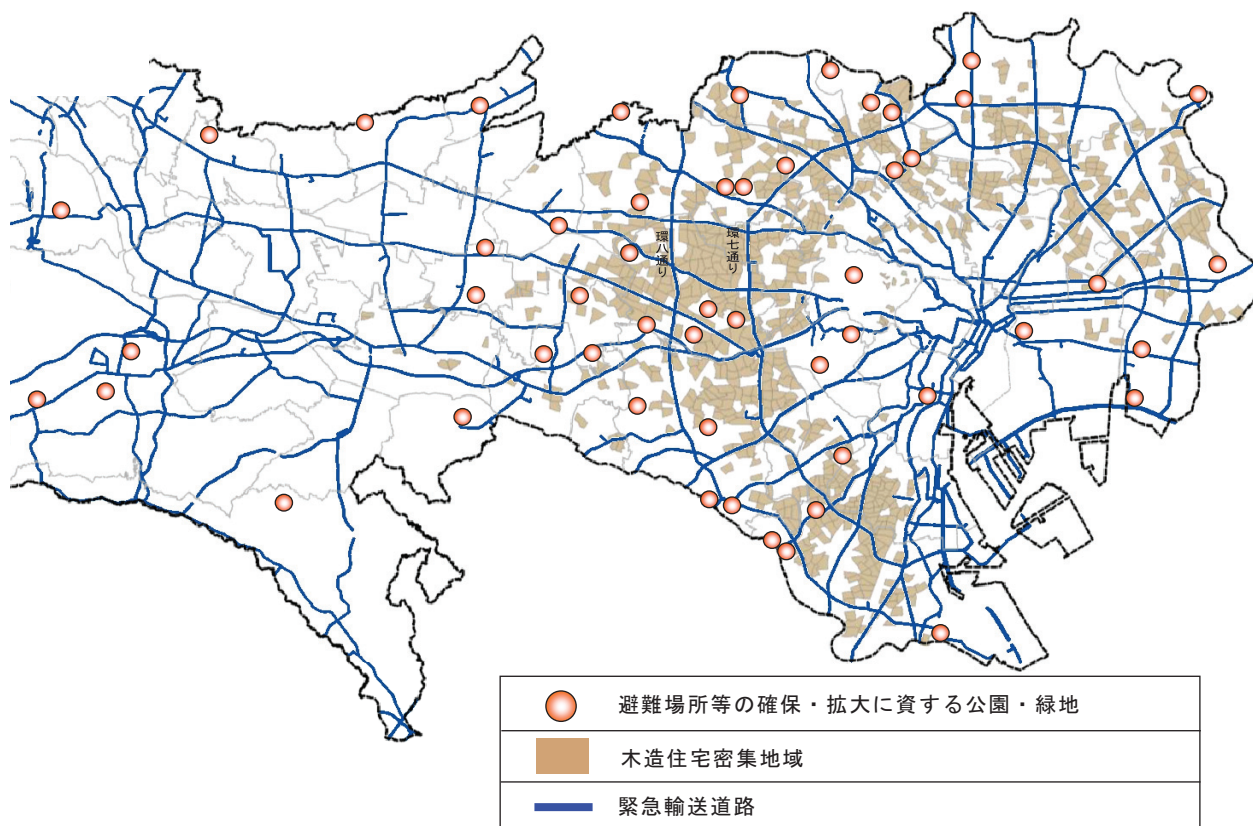 環八通り
環七通り
避難場所等の確保・拡大に資する公園・緑地
木造住宅密集地域
緊急輸送道路